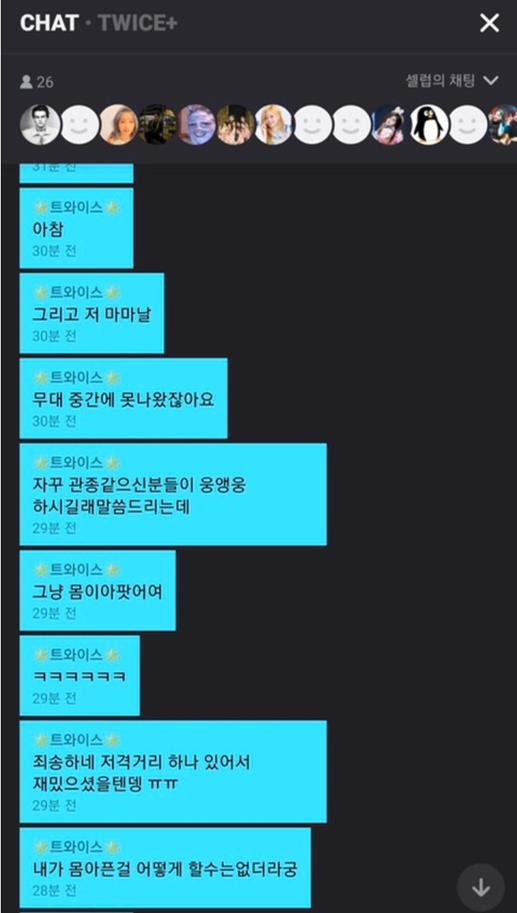 CHAT · TWICE+
26
셀럽의 채팅
31분 전
🌟트와이스🌟
아참
30분 전
🌟트와이스🌟
그리고 저 마마날
30분 전
🌟트와이스🌟
무대 중간에 못나왔잖아요
30분 전
🌟트와이스🌟
자꾸 관종같으신분들이 웅앵웅
하시길래말씀드리는데
29분 전
🌟트와이스🌟
그냥 몸이아팟어여
29분 전
🌟트와이스🌟
ㅋㅋㅋㅋㅋㅋ
29분 전
🌟트와이스🌟
죄송하네 저격거리 하나 있어서
재밌으셨을텐뎅 ㅠㅠ
29분 전
🌟트와이스🌟
내가 몸아픈걸 어떻게 할수는없더라궁
28분 전